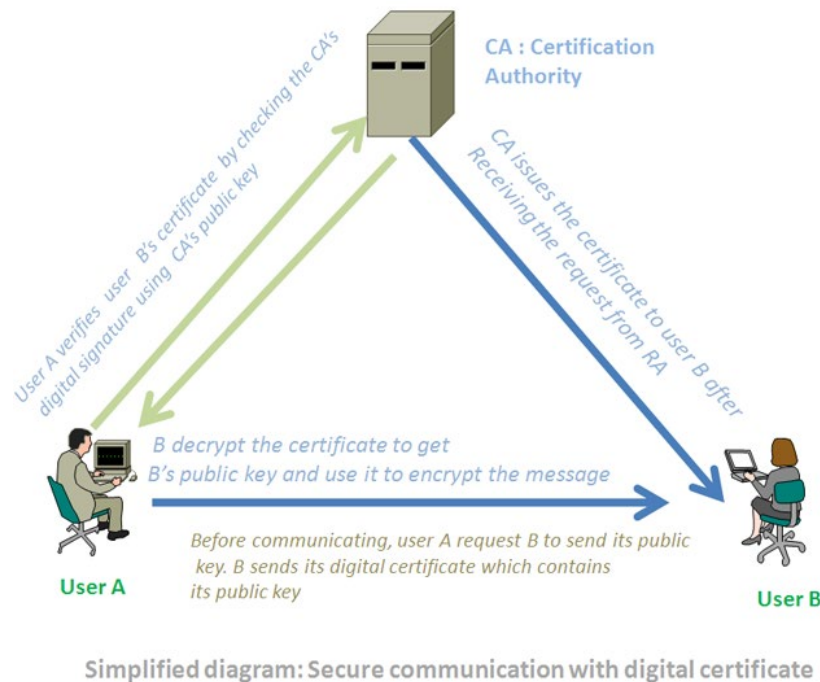 CA : Certification
Authority
User A verifies user B's certificate by checking the CA's
digital signature using CA's public key
CA issues the certificate to user B after
Receiving the request from RA
B decrypt the certificate to get
B's public key and use it to encrypt the message
Before communicating, user A request B to send its public
key. B sends its digital certificate which contains
its public key
User A
User B
Simplified diagram: Secure communication with digital certificate